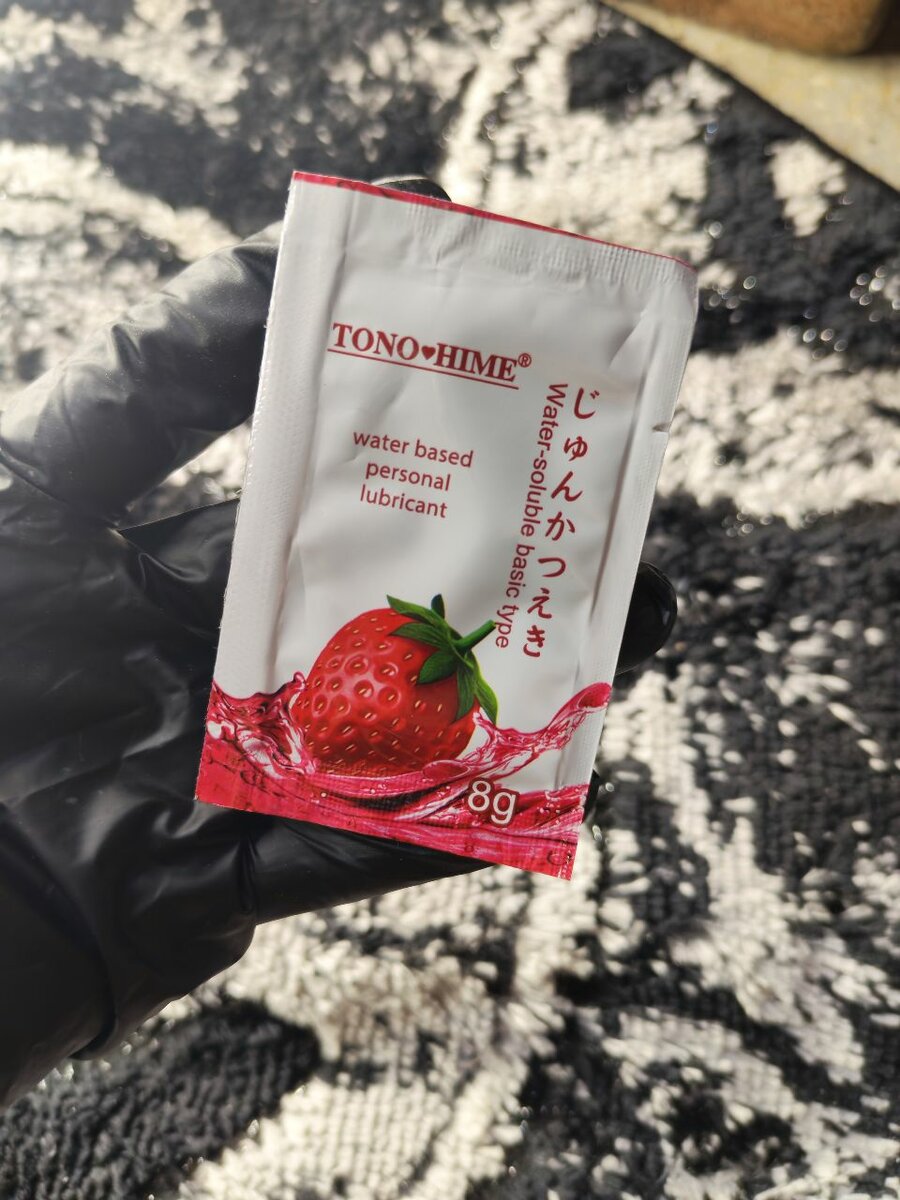 TONO♥HIME®
water based
personal
lubricant
じゅんかつえき
Water-soluble basic type
8g